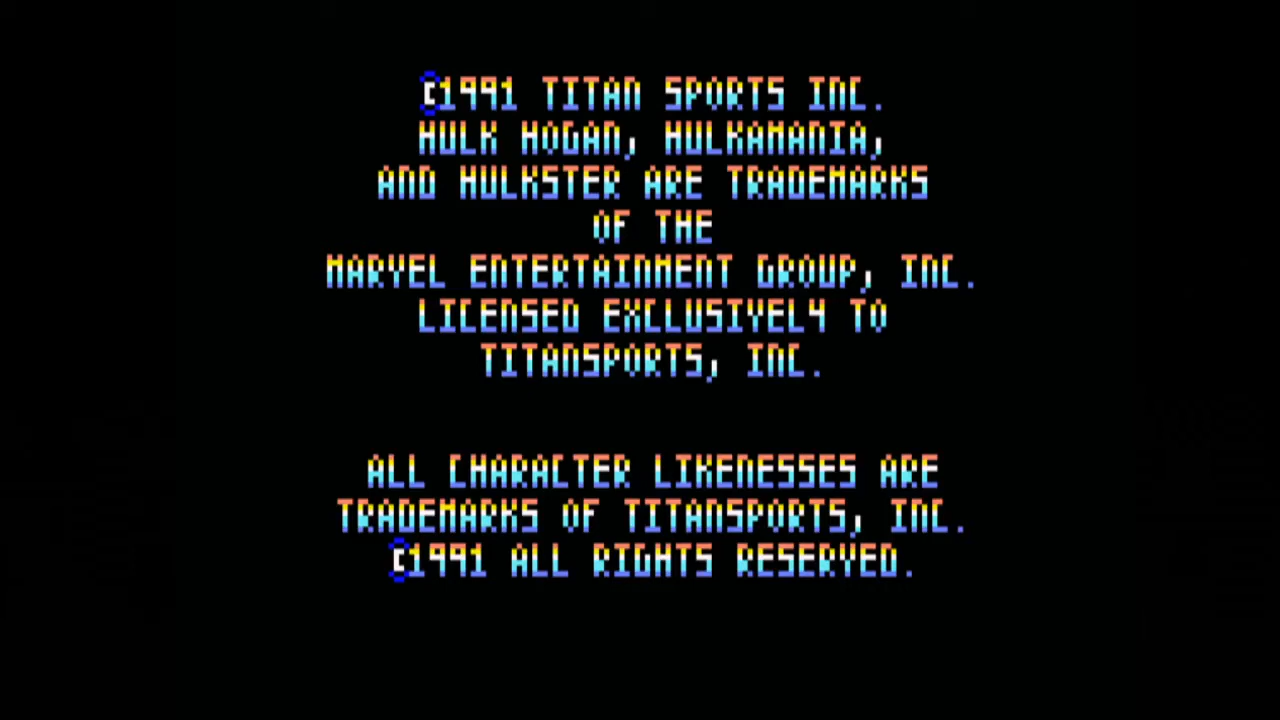 ©1991 TITAN SPORTS INC.
HULK HOGAN, HULKAMANIA,
AND HULKSTER ARE TRADEMARKS
OF THE
MARVEL ENTERTAINMENT GROUP, INC.
LICENSED EXCLUSIVELY TO
TITANSPORTS, INC.
ALL CHARACTER LIKENESSES ARE
TRADEMARKS OF TITANSPORTS, INC.
©1991 ALL RIGHTS RESERVED.